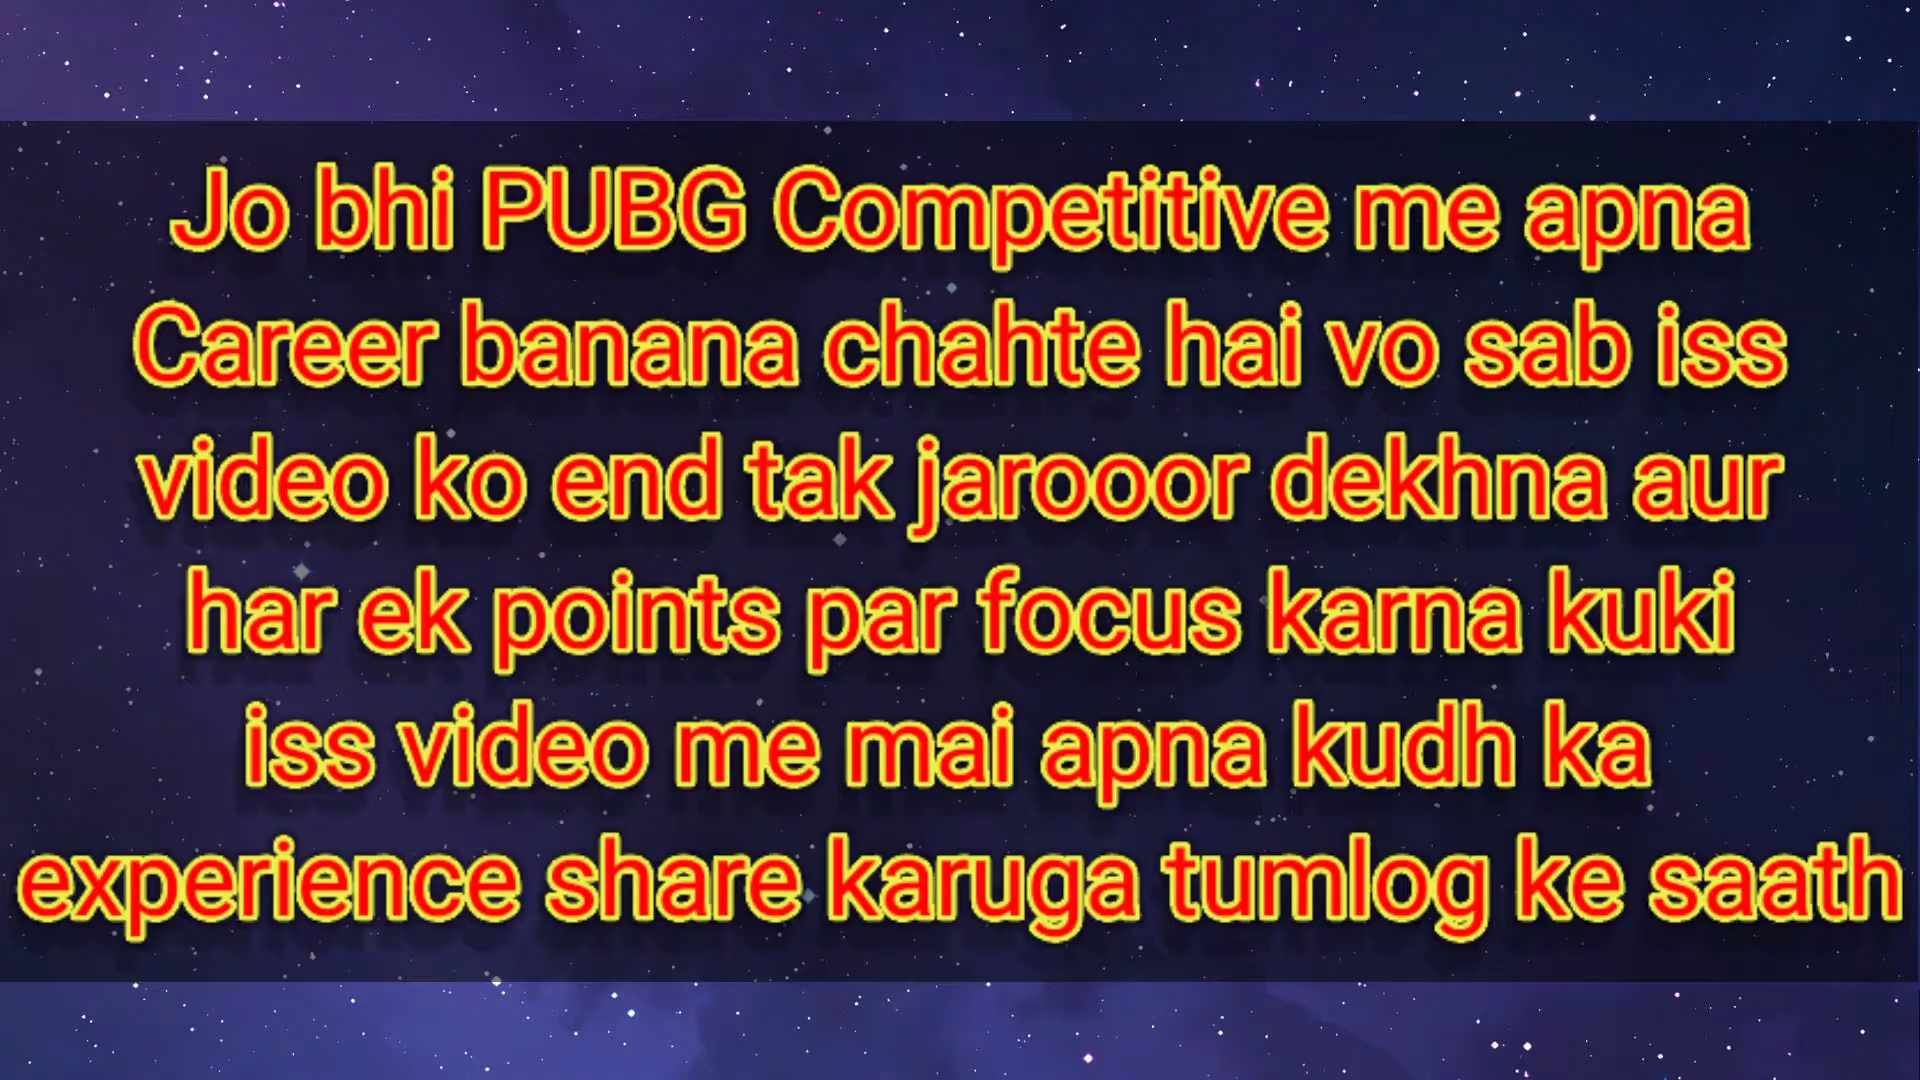 Jo bhi PUBG Competitive me apna
Career banana chahte hai vo sab iss
video ko end tak jarooor dekhna aur
har ek points par focus karna kuki
iss video me mai apna kudh ka
experience share karuga tumlog ke saath